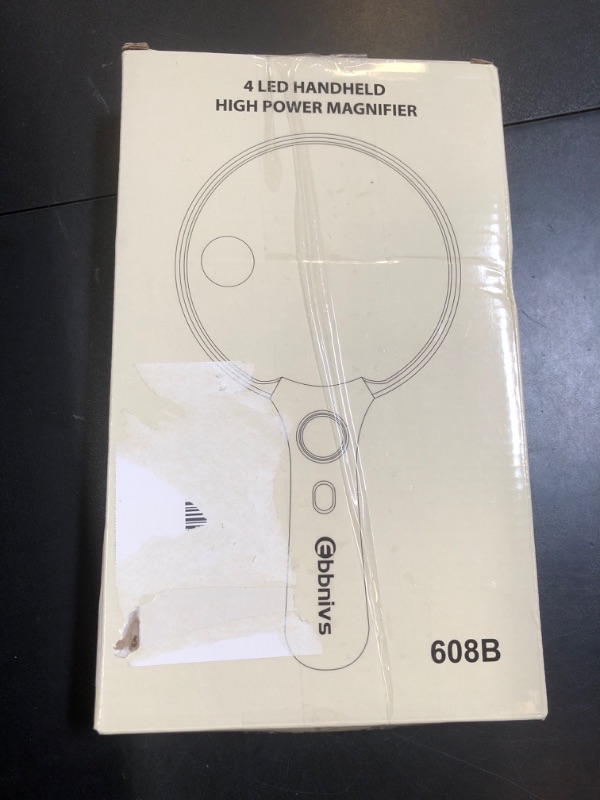 4 LED HANDHELD
HIGH POWER MAGNIFIER
Ebbnivs
608B